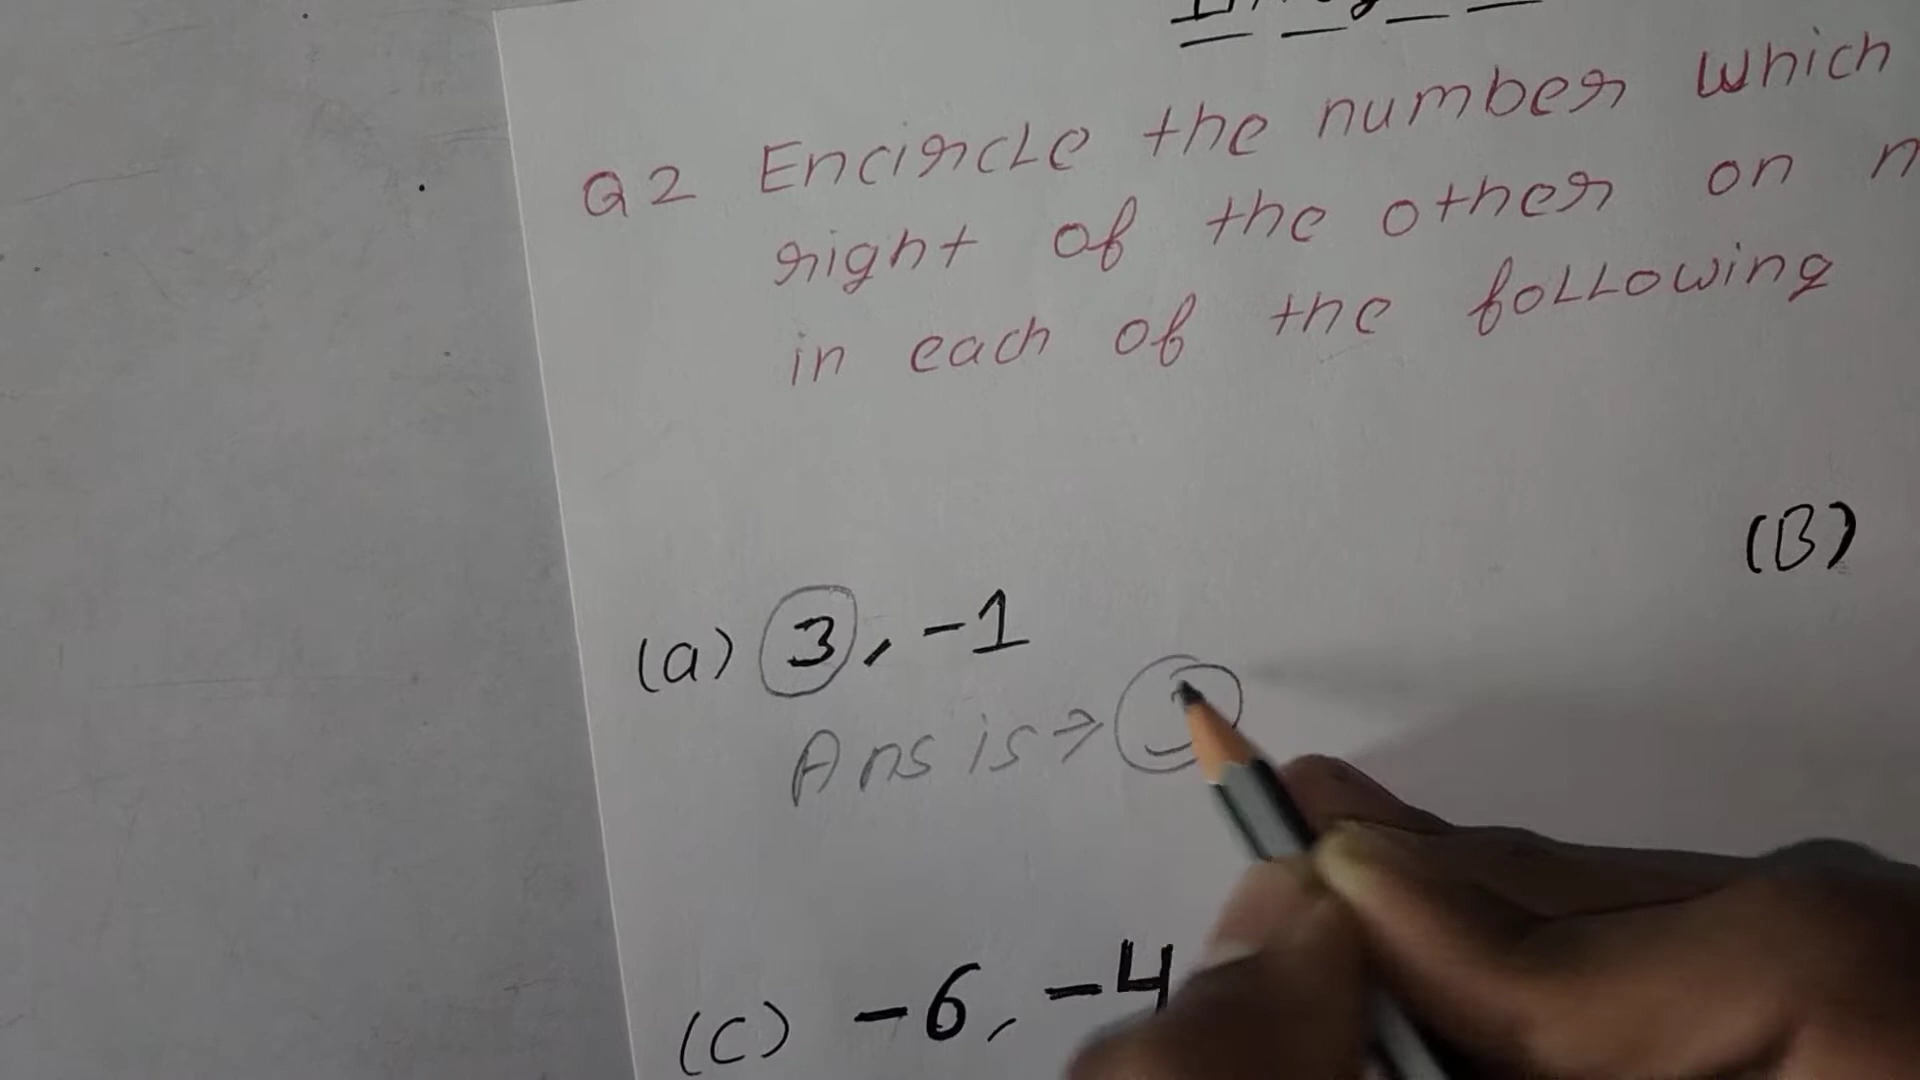 Q2 Encircle the number which
right of the other on
in each of the following
(B)
(a) 3, -1
Ans is → 3
(C) -6, -4